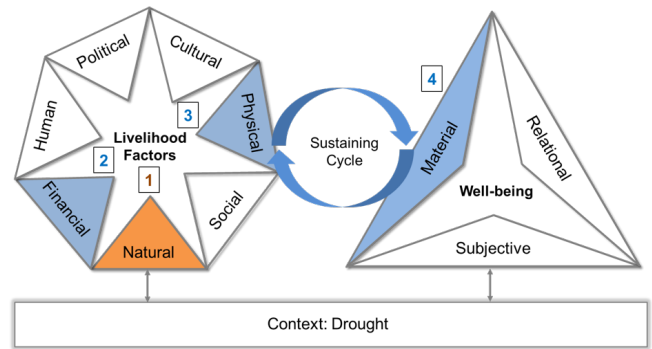 Political
Cultural
Human
Physical
3
Livelihood
Factors
2
1
Financial
Natural
Social
Sustaining
Cycle
4
Material
Relational
Well-being
Subjective
Context: Drought